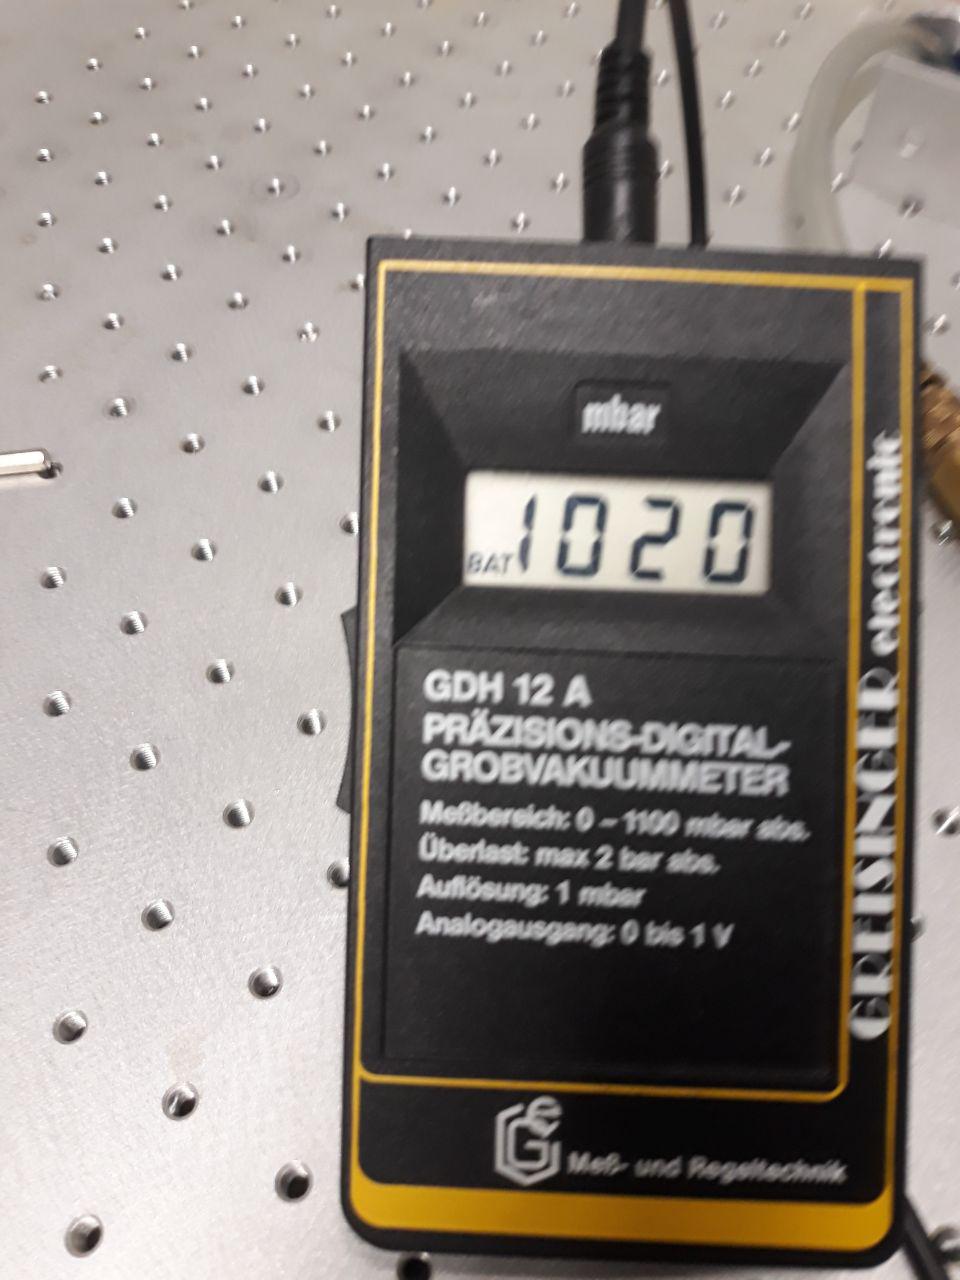 mbar
BAT 1020
GDH 12 A
PRÄZISIONS-DIGITAL-
GROBVAKUUMMETER
Meßbereich: 0 – 1100 mbar abs.
Überlast: max 2 bar abs.
Auflösung: 1 mbar
Analogausgang: 0 bis 1 V
GREISINGER electronic
Meß- und Regeltechnik